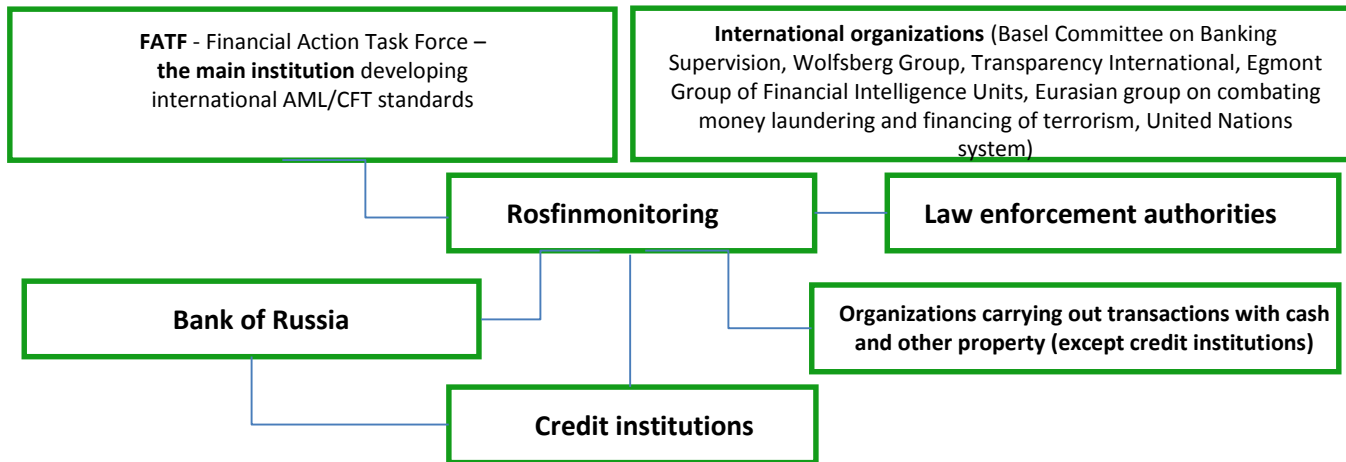 FATF - Financial Action Task Force –
the main institution developing
international AML/CFT standards
International organizations (Basel Committee on Banking
Supervision, Wolfsberg Group, Transparency International, Egmont
Group of Financial Intelligence Units, Eurasian group on combating
money laundering and financing of terrorism, United Nations
system)
Rosfinmonitoring
Law enforcement authorities
Bank of Russia
Organizations carrying out transactions with cash
and other property (except credit institutions)
Credit institutions